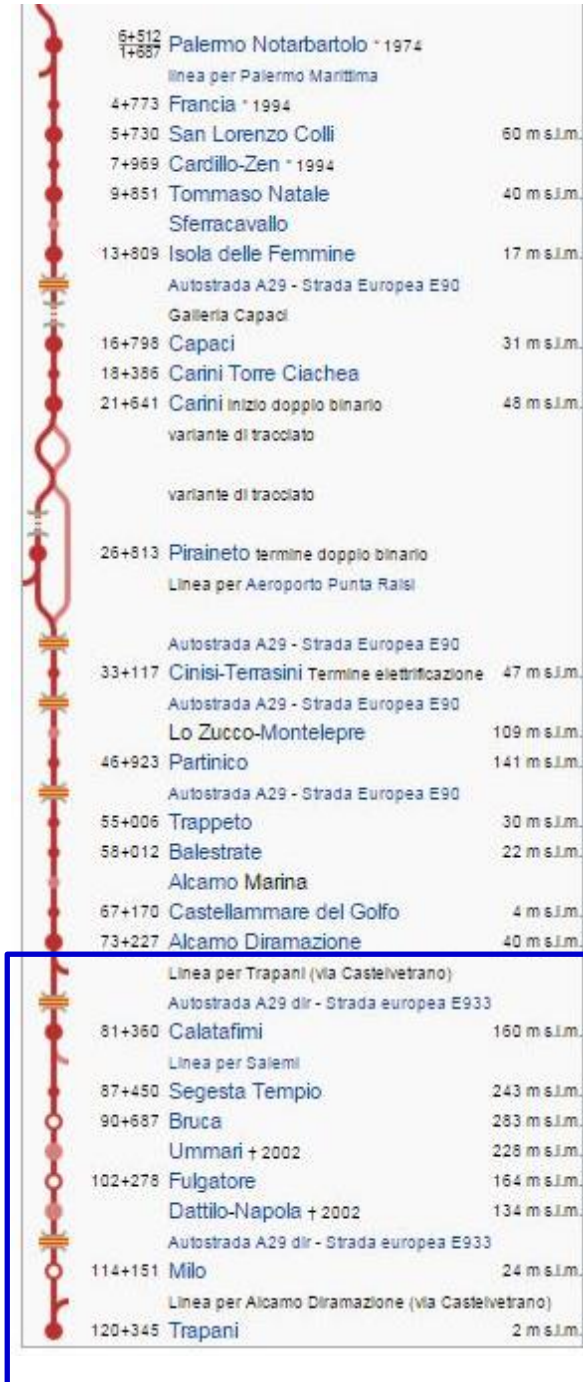 6+512
1+687 Palermo Notarbartolo * 1974
linea per Palermo Marittima
4+773 Francia * 1994
5+730 San Lorenzo Colli 60 m s.l.m.
7+969 Cardillo-Zen * 1994
9+851 Tommaso Natale 40 m s.l.m.
Sferracavallo
13+809 Isola delle Femmine 17 m s.l.m.
Autostrada A29 - Strada Europea E90
Galleria Capaci
16+798 Capaci 31 m s.l.m.
18+386 Carini Torre Ciachea
21+641 Carini Inizio doppio binario 48 m s.l.m.
variante di tracciato
variante di tracciato
26+813 Piraineto termine doppio binario
Linea per Aeroporto Punta Raisi
Autostrada A29 - Strada Europea E90
33+117 Cinisi-Terrasini Termine elettrificazione 47 m s.l.m.
Autostrada A29 - Strada Europea E90
Lo Zucco-Montelepre 109 m s.l.m.
46+923 Partinico 141 m s.l.m.
Autostrada A29 - Strada Europea E90
55+006 Trappeto 30 m s.l.m.
58+012 Balestrate 22 m s.l.m.
Alcamo Marina
67+170 Castellammare del Golfo 4 m s.l.m.
73+227 Alcamo Diramazione 40 m s.l.m.
Linea per Trapani (via Castelvetrano)
Autostrada A29 dir - Strada europea E933
81+360 Calatafimi 160 m s.l.m.
Linea per Salemi
87+450 Segesta Tempio 243 m s.l.m.
90+687 Bruca 283 m s.l.m.
Ummari † 2002 228 m s.l.m.
102+278 Fulgatore 164 m s.l.m.
Dattilo-Napola † 2002 134 m s.l.m.
Autostrada A29 dir - Strada europea E933
114+151 Milo 24 m s.l.m.
Linea per Alcamo Diramazione (via Castelvetrano)
120+345 Trapani 2 m s.l.m.